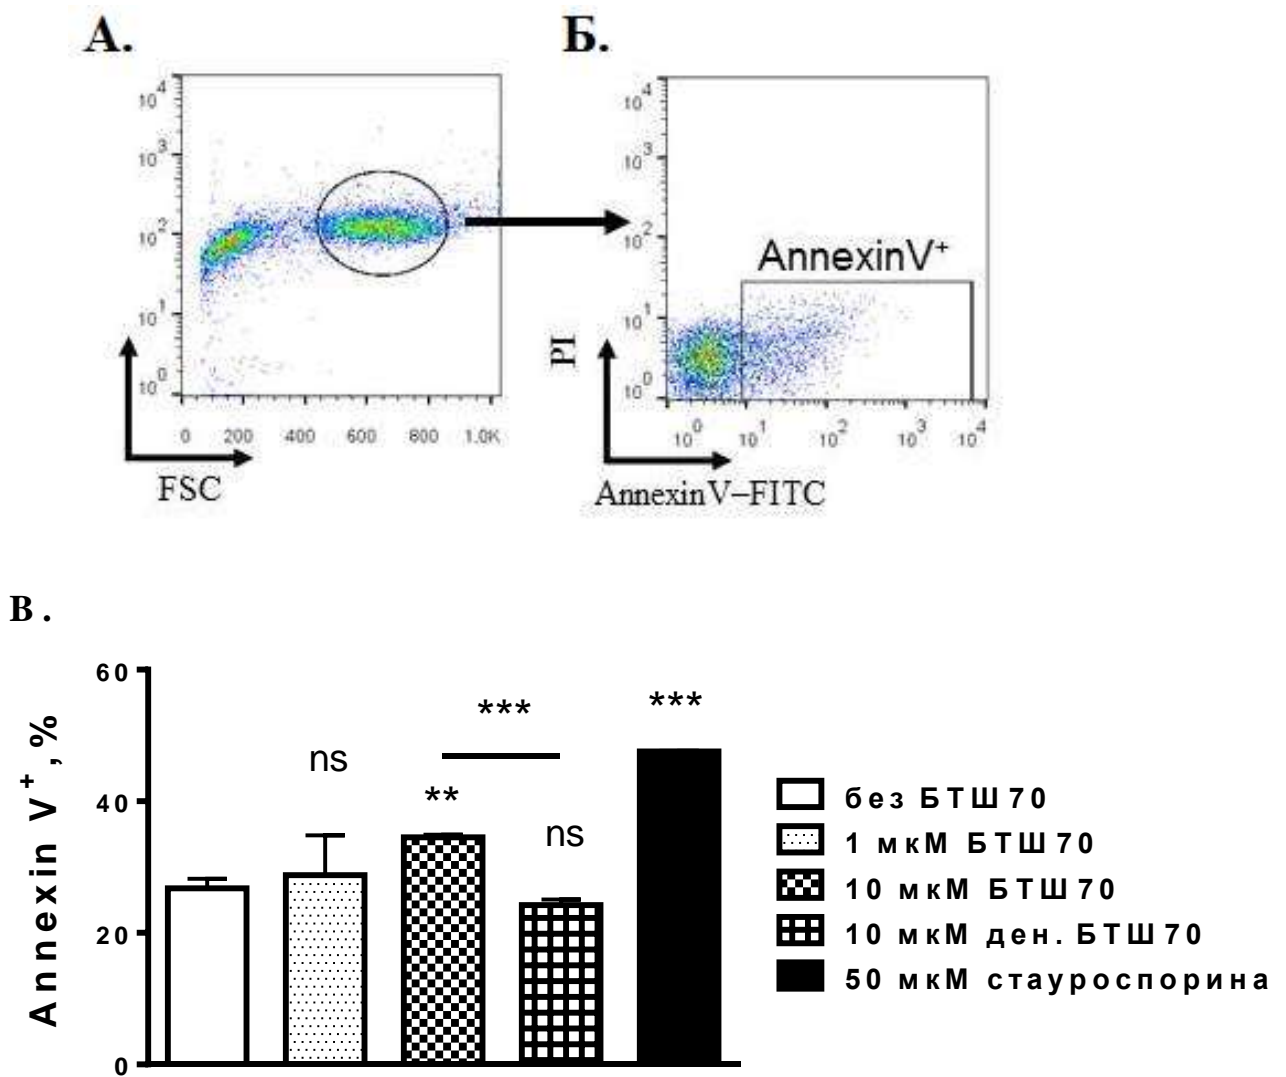 А.
Б.
10⁴
10³
10²
10¹
10⁰
0 200 400 600 800 1.0K
FSC
10⁴
10³
10²
10¹
10⁰
AnnexinV⁺
PI
10⁰ 10¹ 10² 10³ 10⁴
AnnexinV–FITC
В.
Annexin V⁺, %
60
40
20
0
ns
**
***
ns
***
без БТШ70
1 мкМ БТШ70
10 мкМ БТШ70
10 мкМ ден. БТШ70
50 мкМ стауроспорина